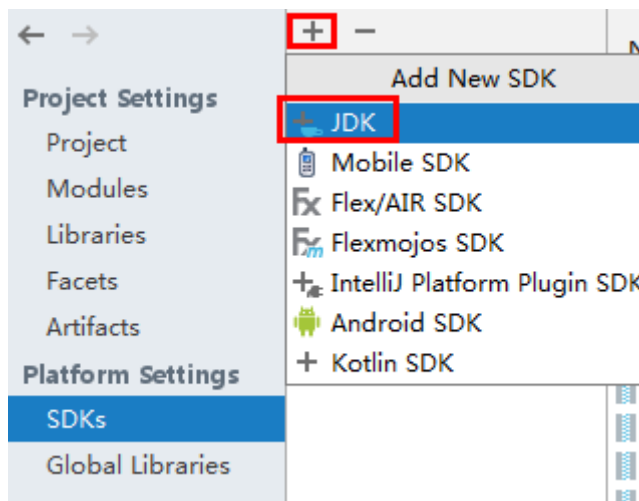 Project Settings
Project
Modules
Libraries
Facets
Artifacts
Platform Settings
SDKs
Global Libraries
Add New SDK
JDK
Mobile SDK
Flex/AIR SDK
Flexmojos SDK
IntelliJ Platform Plugin SDK
Android SDK
Kotlin SDK